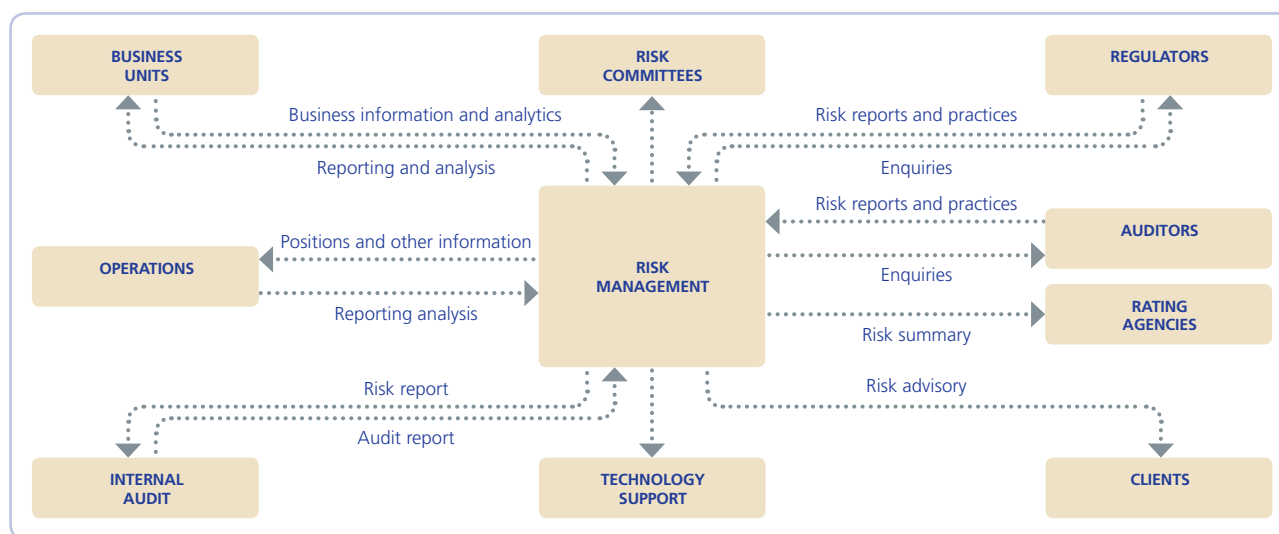 BUSINESS
UNITS
RISK
COMMITTEES
REGULATORS
Business information and analytics
Risk reports and practices
Reporting and analysis
Enquiries
Risk reports and practices
AUDITORS
Positions and other information
OPERATIONS
RISK
MANAGEMENT
Enquiries
Reporting analysis
RATING
AGENCIES
Risk summary
Risk report
Risk advisory
Audit report
INTERNAL
AUDIT
TECHNOLOGY
SUPPORT
CLIENTS